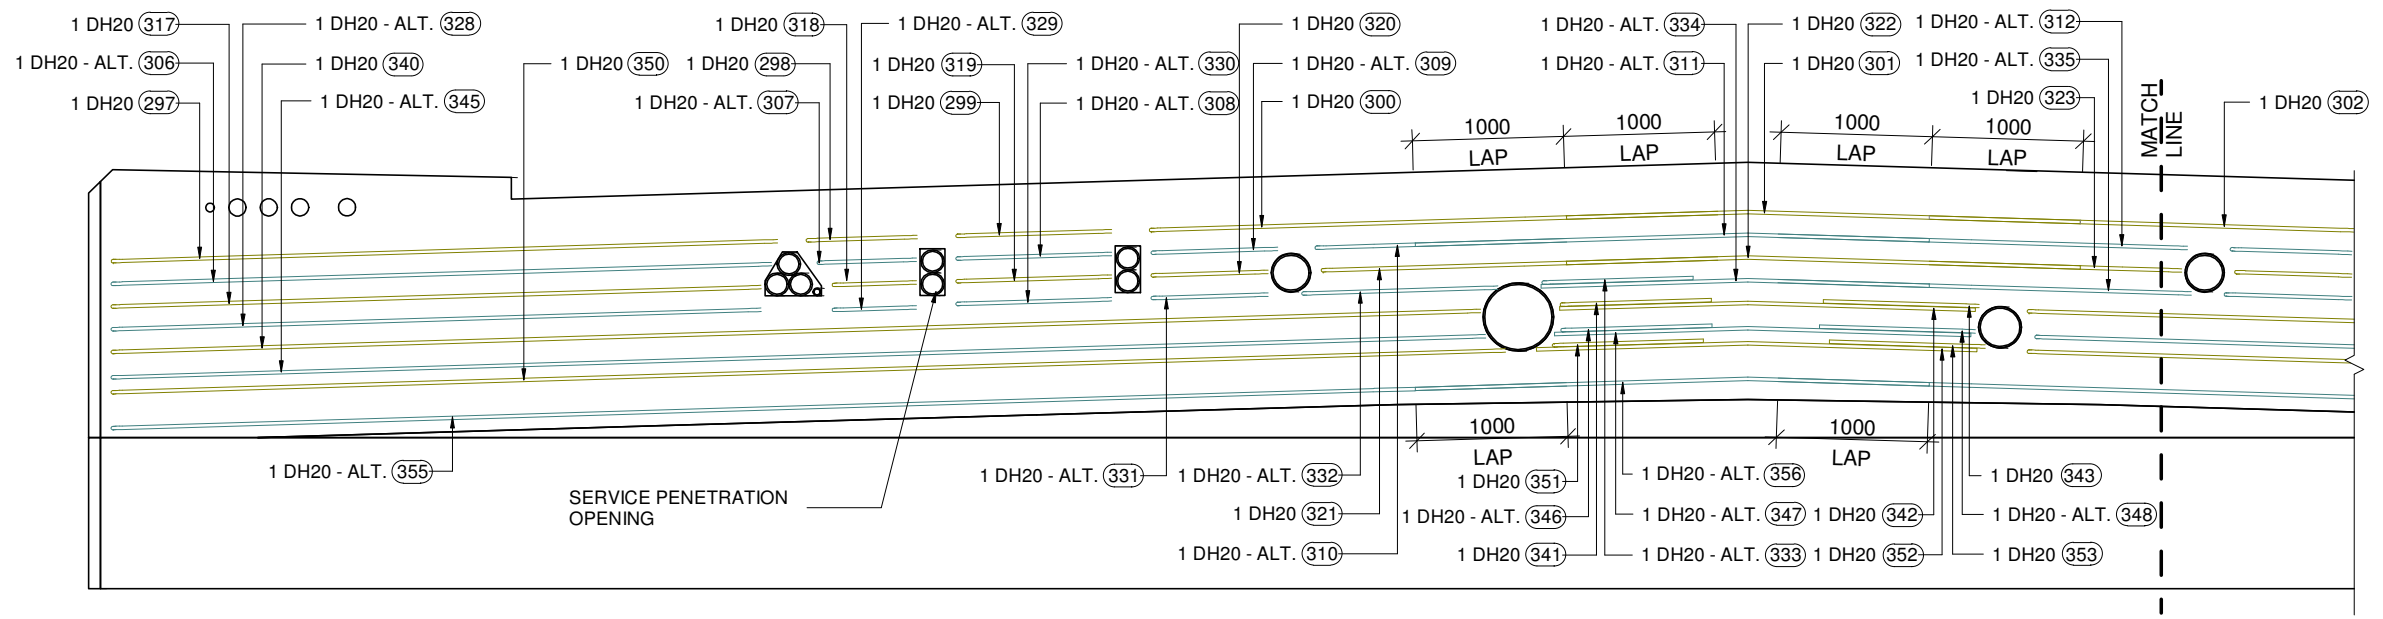 1 DH20 317
1 DH20 - ALT. 328
1 DH20 318
1 DH20 - ALT. 329
1 DH20 320
1 DH20 - ALT. 334
1 DH20 322
1 DH20 - ALT. 312
1 DH20 - ALT. 306
1 DH20 340
1 DH20 350
1 DH20 298
1 DH20 319
1 DH20 - ALT. 330
1 DH20 - ALT. 309
1 DH20 - ALT. 311
1 DH20 301
1 DH20 - ALT. 335
1 DH20 297
1 DH20 - ALT. 345
1 DH20 - ALT. 307
1 DH20 299
1 DH20 - ALT. 308
1 DH20 300
1 DH20 323
1 DH20 302
MATCH
LINE
1000
LAP
1000
LAP
1000
LAP
1000
LAP
1000
LAP
1000
LAP
1 DH20 - ALT. 355
SERVICE PENETRATION
OPENING
1 DH20 - ALT. 331
1 DH20 - ALT. 332
1 DH20 351
1 DH20 - ALT. 356
1 DH20 343
1 DH20 321
1 DH20 - ALT. 346
1 DH20 - ALT. 347
1 DH20 342
1 DH20 - ALT. 348
1 DH20 - ALT. 310
1 DH20 341
1 DH20 - ALT. 333
1 DH20 352
1 DH20 353